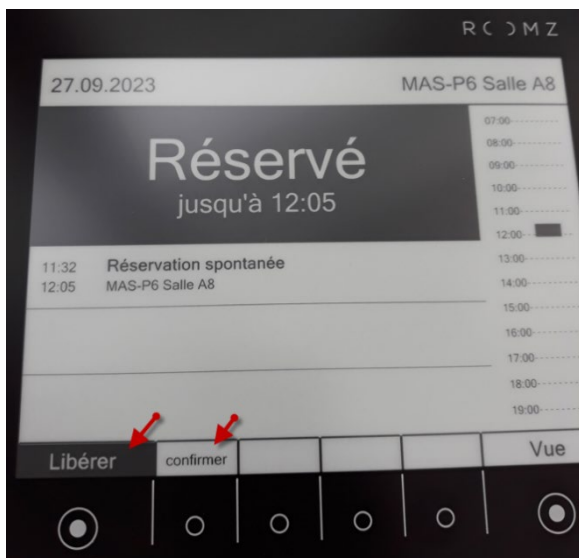 ROOMZ
27.09.2023 MAS-P6 Salle A8
Réservé
jusqu'à 12:05
11:32 Réservation spontanée
12:05 MAS-P6 Salle A8
07:00
08:00
09:00
10:00
11:00
12:00
13:00
14:00
15:00
16:00
17:00
18:00
19:00
Libérer confirmer Vue